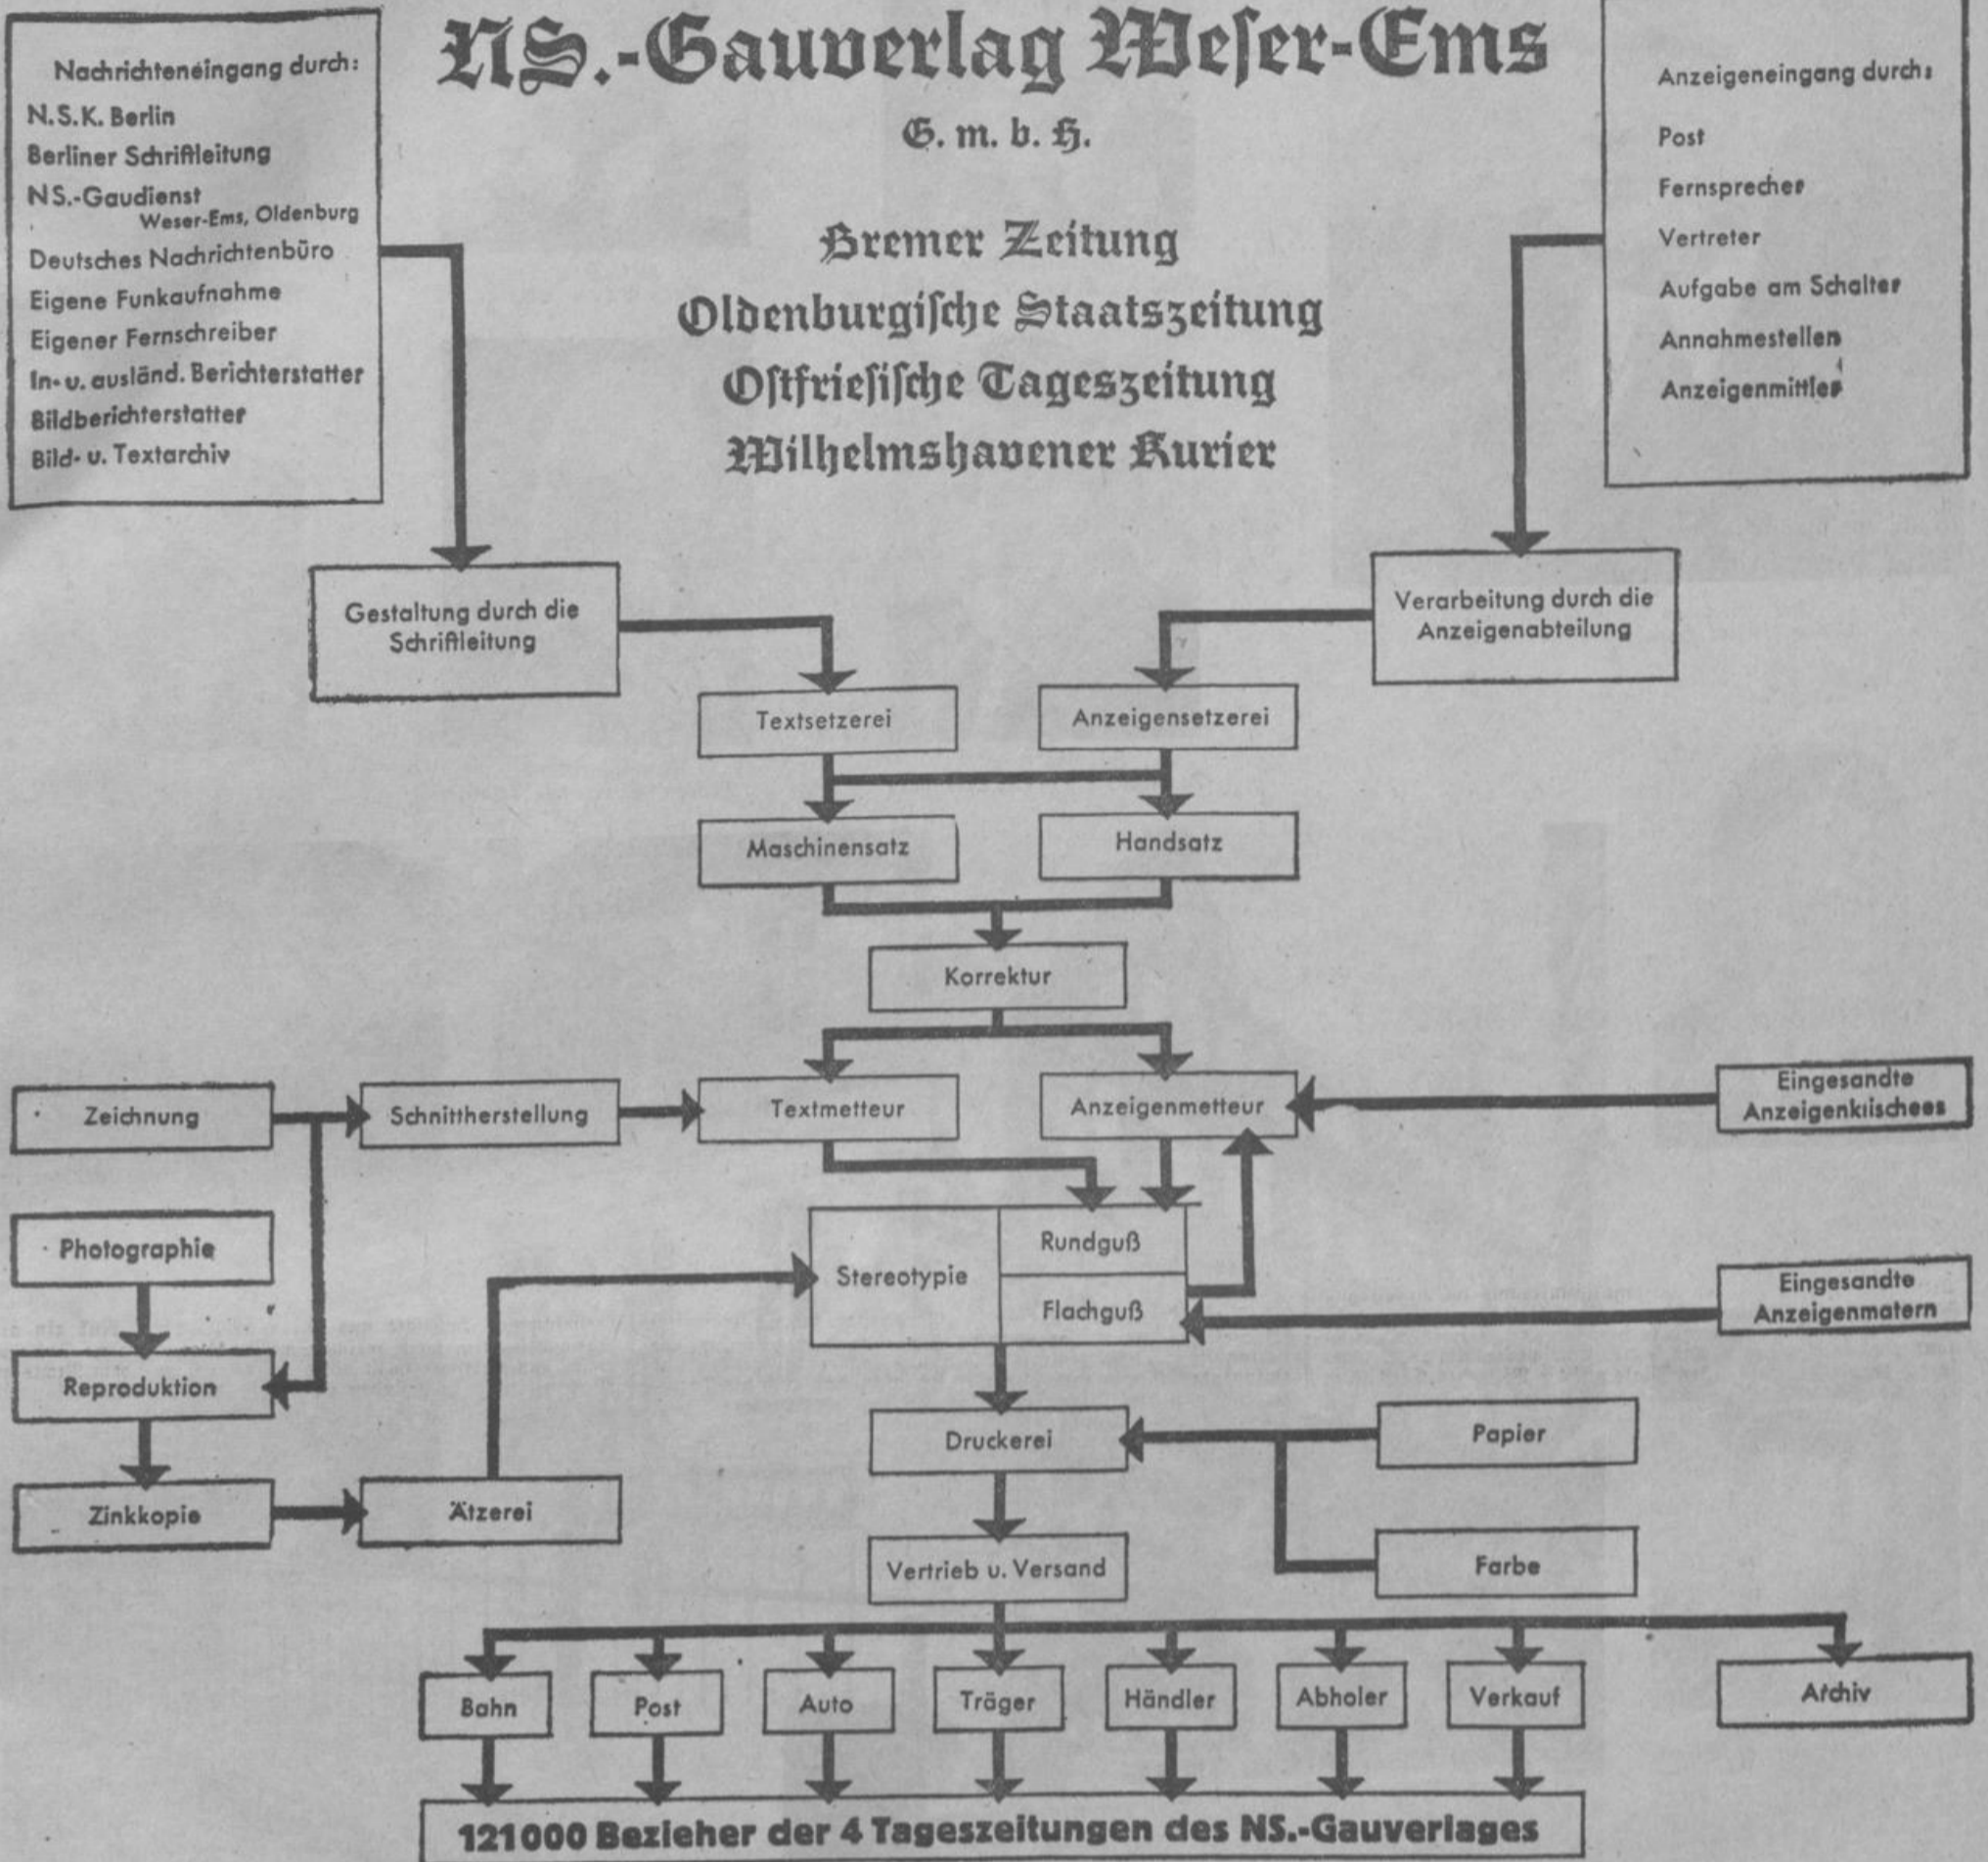 NS.-Gauverlag Weser-Ems
G. m. b. H.
Bremer Zeitung
Oldenburgische Staatszeitung
Ostfriesische Tageszeitung
Wilhelmshavener Kurier
Nachrichteneingang durch:
N.S.K. Berlin
Berliner Schriftleitung
NS.-Gaudienst
Weser-Ems, Oldenburg
Deutsches Nachrichtenbüro
Eigene Funkaufnahme
Eigener Fernschreiber
In- u. ausländ. Berichterstatter
Bildberichterstatter
Bild- u. Textarchiv
Anzeigeneingang durch:
Post
Fernsprecher
Vertreter
Aufgabe am Schalter
Annahmestellen
Anzeigenmittler
Gestaltung durch die
Schriftleitung
Verarbeitung durch die
Anzeigenabteilung
Textsetzerei
Anzeigensetzerei
Maschinensatz
Handsatz
Korrektur
Zeichnung
Schnittherstellung
Textmetteur
Anzeigenmetteur
Eingesandte
Anzeigenklischees
Photographie
Stereotypie
Rundguß
Flachguß
Eingesandte
Anzeigenmatern
Reproduktion
Druckerei
Papier
Zinkkopie
Ätzerei
Vertrieb u. Versand
Farbe
Bahn
Post
Auto
Träger
Händler
Abholer
Verkauf
Archiv
121000 Bezieher der 4 Tageszeitungen des NS.-Gauverlages